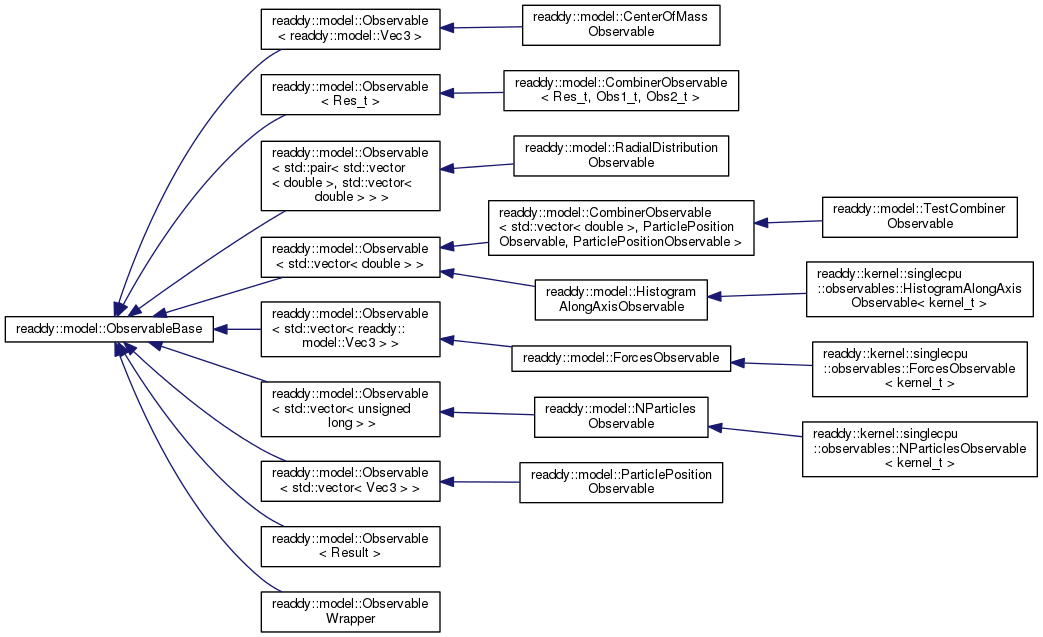 readdy::model::ObservableBase
readdy::model::Observable
< readdy::model::Vec3 >
readdy::model::CenterOfMass
Observable
readdy::model::Observable
< Res_t >
readdy::model::CombinerObservable
< Res_t, Obs1_t, Obs2_t >
readdy::model::Observable
< std::pair< std::vector
< double >, std::vector<
double > > >
readdy::model::RadialDistribution
Observable
readdy::model::Observable
< std::vector< double > >
readdy::model::CombinerObservable
< std::vector< double >, ParticlePosition
Observable, ParticlePositionObservable >
readdy::model::TestCombiner
Observable
readdy::model::Histogram
AlongAxisObservable
readdy::kernel::singlecpu
::observables::HistogramAlongAxis
Observable< kernel_t >
readdy::model::Observable
< std::vector< readdy::
model::Vec3 > >
readdy::model::ForcesObservable
readdy::kernel::singlecpu
::observables::ForcesObservable
< kernel_t >
readdy::model::Observable
< std::vector< unsigned
long > >
readdy::model::NParticles
Observable
readdy::kernel::singlecpu
::observables::NParticlesObservable
< kernel_t >
readdy::model::Observable
< std::vector< Vec3 > >
readdy::model::ParticlePosition
Observable
readdy::model::Observable
< Result >
readdy::model::Observable
Wrapper